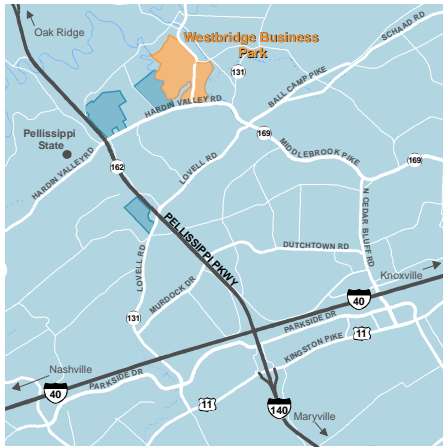 Oak Ridge
Westbridge Business
Park
SCHAAD RD
131
BALL CAMP PIKE
HARDIN VALLEY RD
Pellissippi
State
169
MIDDLEBROOK PIKE
169
HARDIN VALLEY RD
162
LOVELL RD
N CEDAR BLUFF RD
PELLISSIPPI PKWY
DUTCHTOWN RD
LOVELL RD
MURDOCK DR
Knoxville
40
131
PARKSIDE DR
11
KINGSTON PIKE
Nashville
PARKSIDE DR
40
11
140
Maryville